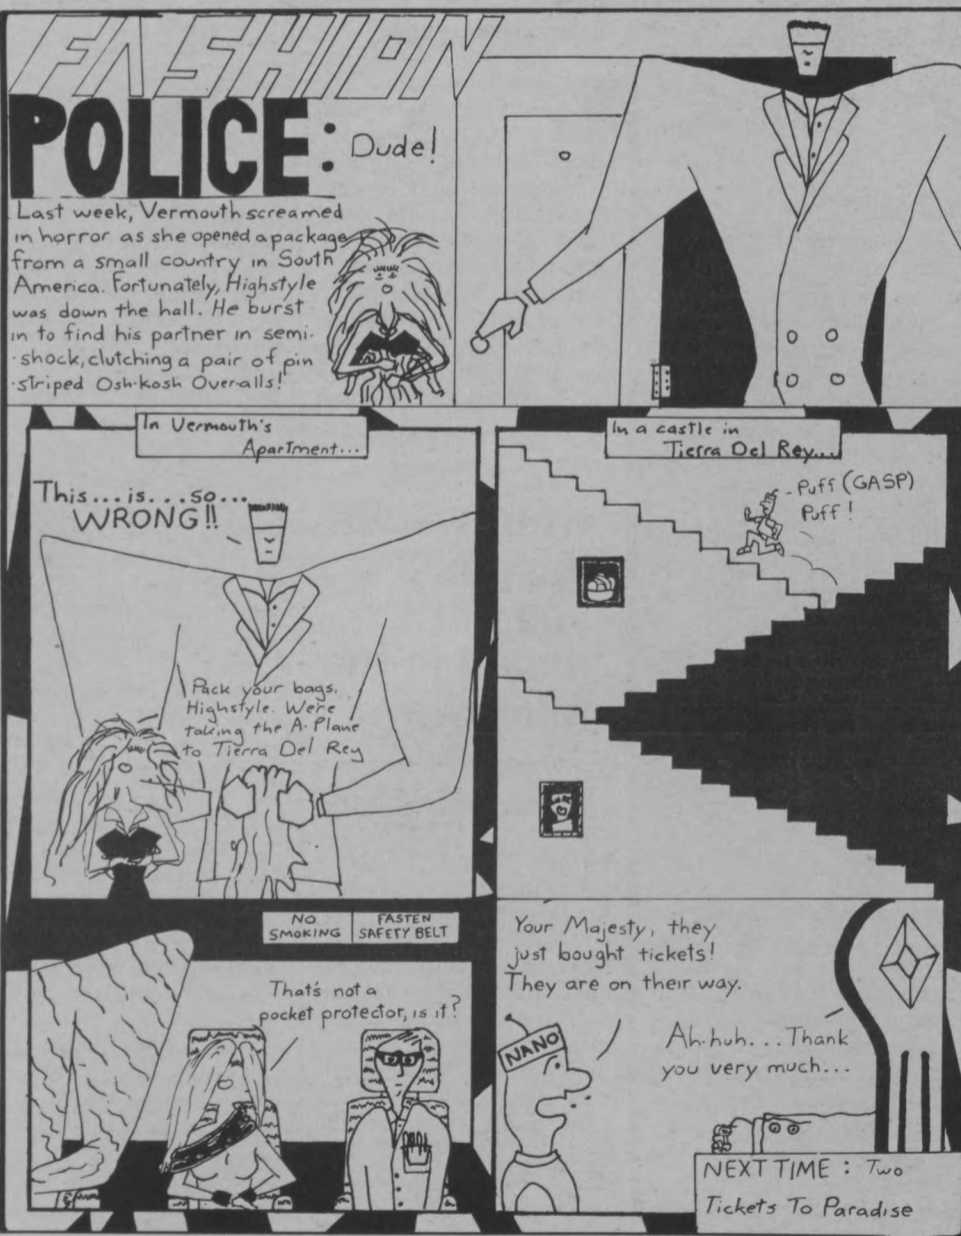 FASHION
POLICE: Dude!
Last week, Vermouth screamed
in horror as she opened a package
from a small country in South
America. Fortunately, Highstyle
was down the hall. He burst
in to find his partner in semi-
-shock, clutching a pair of pin
-striped Osh-kosh Over-alls!
In Vermouth's
Apartment...
This...is...so...
WRONG!!
Pack your bags,
Highstyle. We're
taking the A-Plane
to Tierra Del Rey
In a castle in
Tierra Del Rey...
-Puff (GASP)
Puff!
NO
SMOKING
FASTEN
SAFETY BELT
That's not a
pocket protector, is it?
Your Majesty, they
just bought tickets!
They are on their way.
NANO
Ah-huh... Thank
you very much...
NEXT TIME: Two
Tickets To Paradise